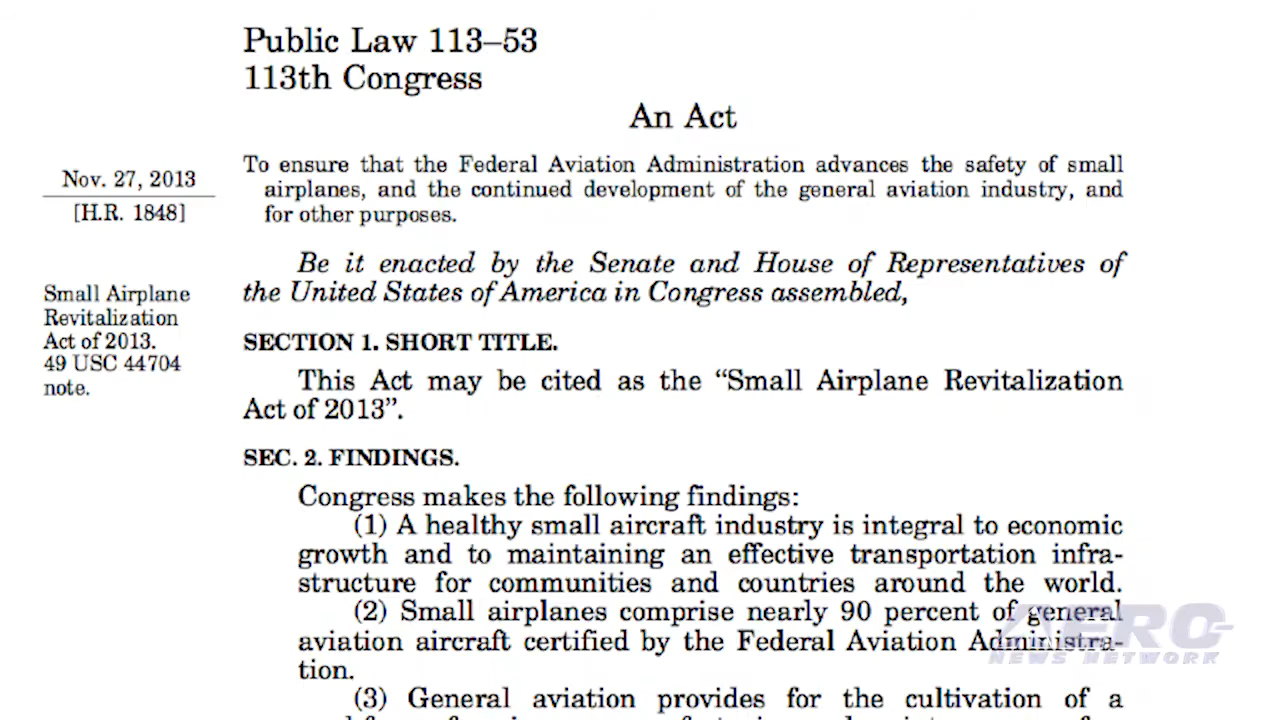 Public Law 113–53
113th Congress
An Act
Nov. 27, 2013
[H.R. 1848]
To ensure that the Federal Aviation Administration advances the safety of small
airplanes, and the continued development of the general aviation industry, and
for other purposes.
Be it enacted by the Senate and House of Representatives of
the United States of America in Congress assembled,
Small Airplane
Revitalization
Act of 2013.
49 USC 44704
note.
SECTION 1. SHORT TITLE.
This Act may be cited as the “Small Airplane Revitalization
Act of 2013”.
SEC. 2. FINDINGS.
Congress makes the following findings:
(1) A healthy small aircraft industry is integral to economic
growth and to maintaining an effective transportation infra-
structure for communities and countries around the world.
(2) Small airplanes comprise nearly 90 percent of general
aviation aircraft certified by the Federal Aviation Administra-
tion.
(3) General aviation provides for the cultivation of a
AERO
NEWS NETWORK